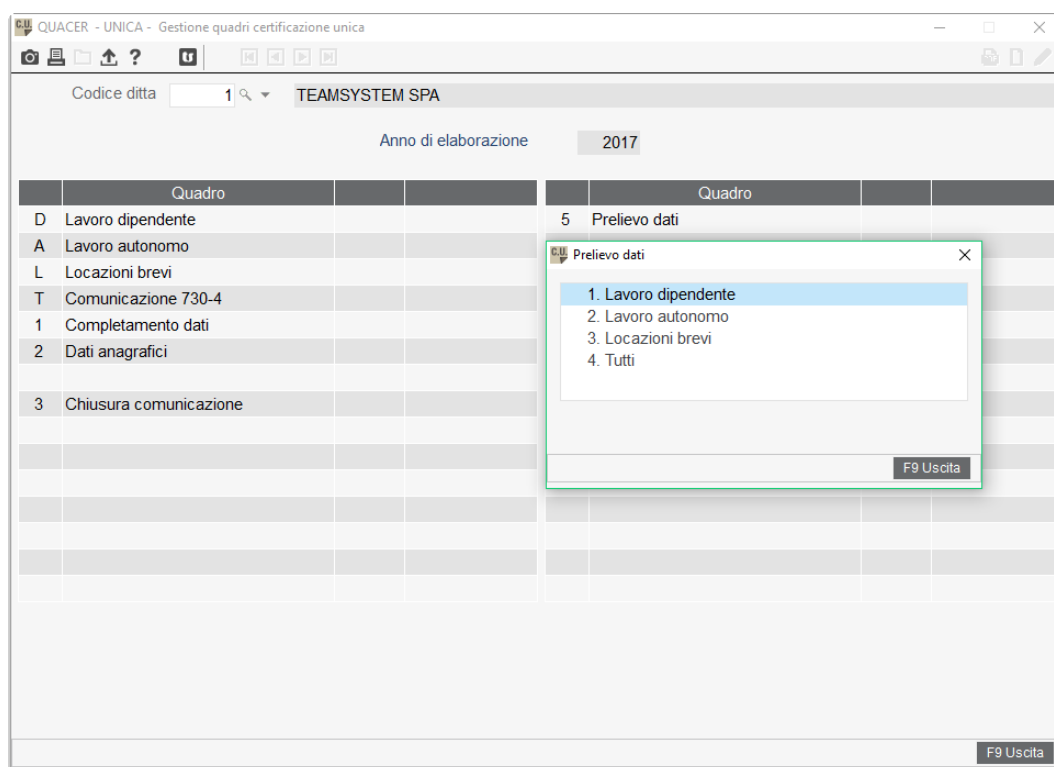 C.U. QUACER - UNICA - Gestione quadri certificazione unica
?
Codice ditta 1 TEAMSYSTEM SPA
Anno di elaborazione 2017
Quadro Quadro
D Lavoro dipendente 5 Prelievo dati
A Lavoro autonomo
L Locazioni brevi
T Comunicazione 730-4
1 Completamento dati
2 Dati anagrafici
3 Chiusura comunicazione
C.U. Prelievo dati
1. Lavoro dipendente
2. Lavoro autonomo
3. Locazioni brevi
4. Tutti
F9 Uscita
F9 Uscita